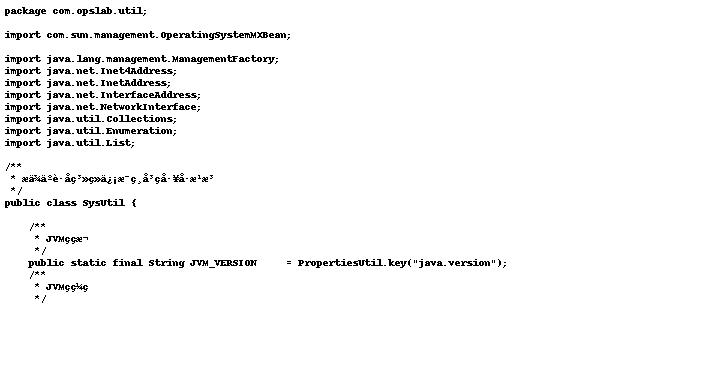 package com.opslab.util;
import com.sun.management.OperatingSystemMXBean;
import java.lang.management.ManagementFactory;
import java.net.Inet4Address;
import java.net.InetAddress;
import java.net.InterfaceAddress;
import java.net.NetworkInterface;
import java.util.Collections;
import java.util.Enumeration;
import java.util.List;
/**
 * æä¾äºè·åç³»ç»ä¿¡æ¯ç¸å³çå·¥å·æ¹æ³
 */
public class SysUtil {
/**
 * JVMççæ¬
 */
public static final String JVM_VERSION     = PropertiesUtil.key("java.version");
/**
 * JVMçç¼ç
 */